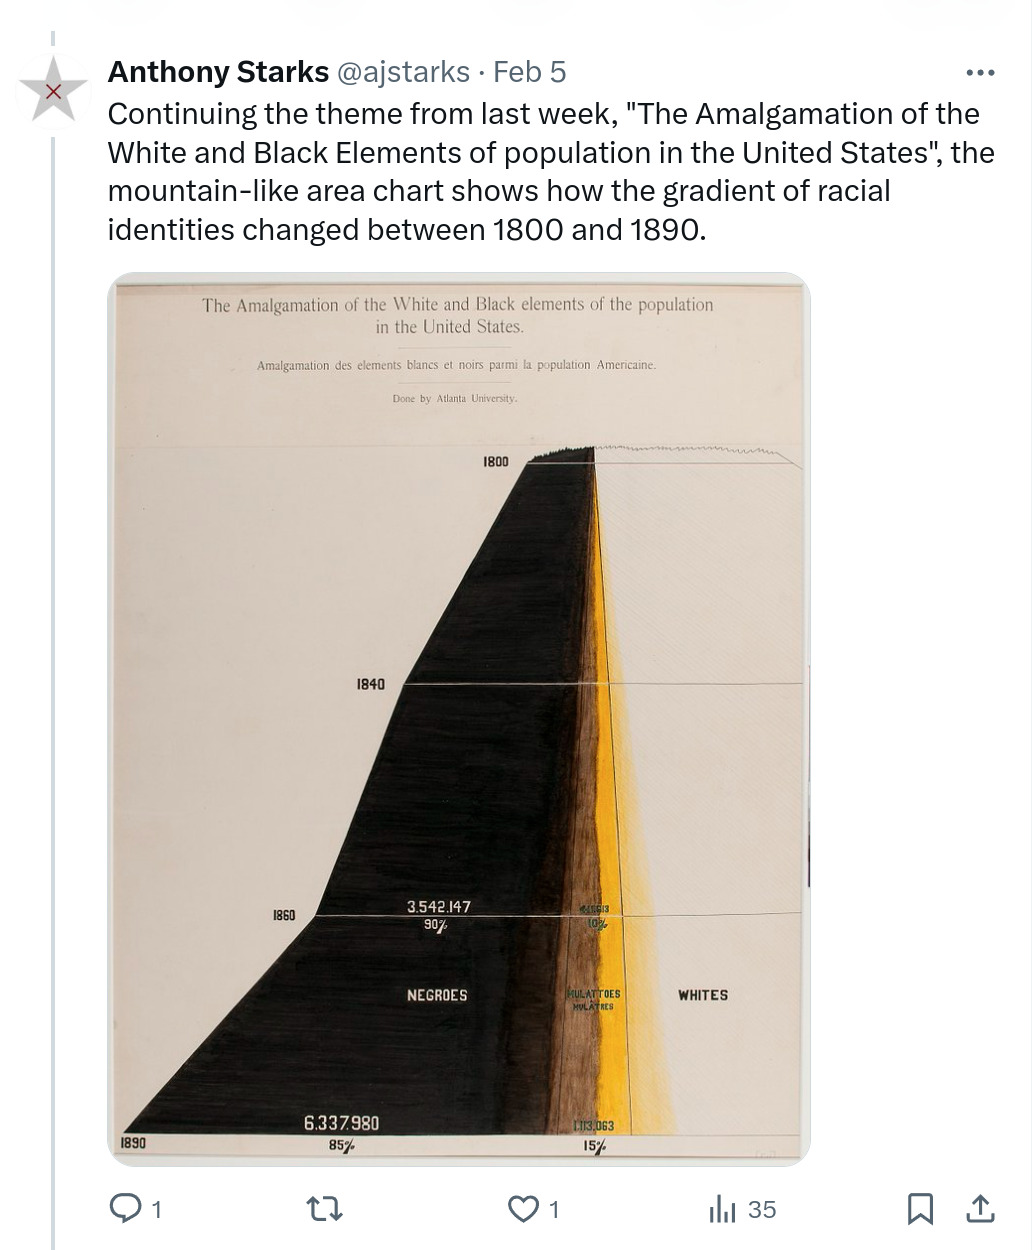 Anthony Starks @ajstarks · Feb 5
Continuing the theme from last week, "The Amalgamation of the
White and Black Elements of population in the United States", the
mountain-like area chart shows how the gradient of racial
identities changed between 1800 and 1890.
The Amalgamation of the White and Black elements of the population
in the United States.
Amalgamation des elements blancs et noirs parmi la population Americaine.
Done by Atlanta University.
1800
1840
1860
3.542.147
90%
10%
NEGROES
MULATTOES
MULÂTRES
WHITES
6.337.980
1.113.063
1890
85%
15%
1
1
35